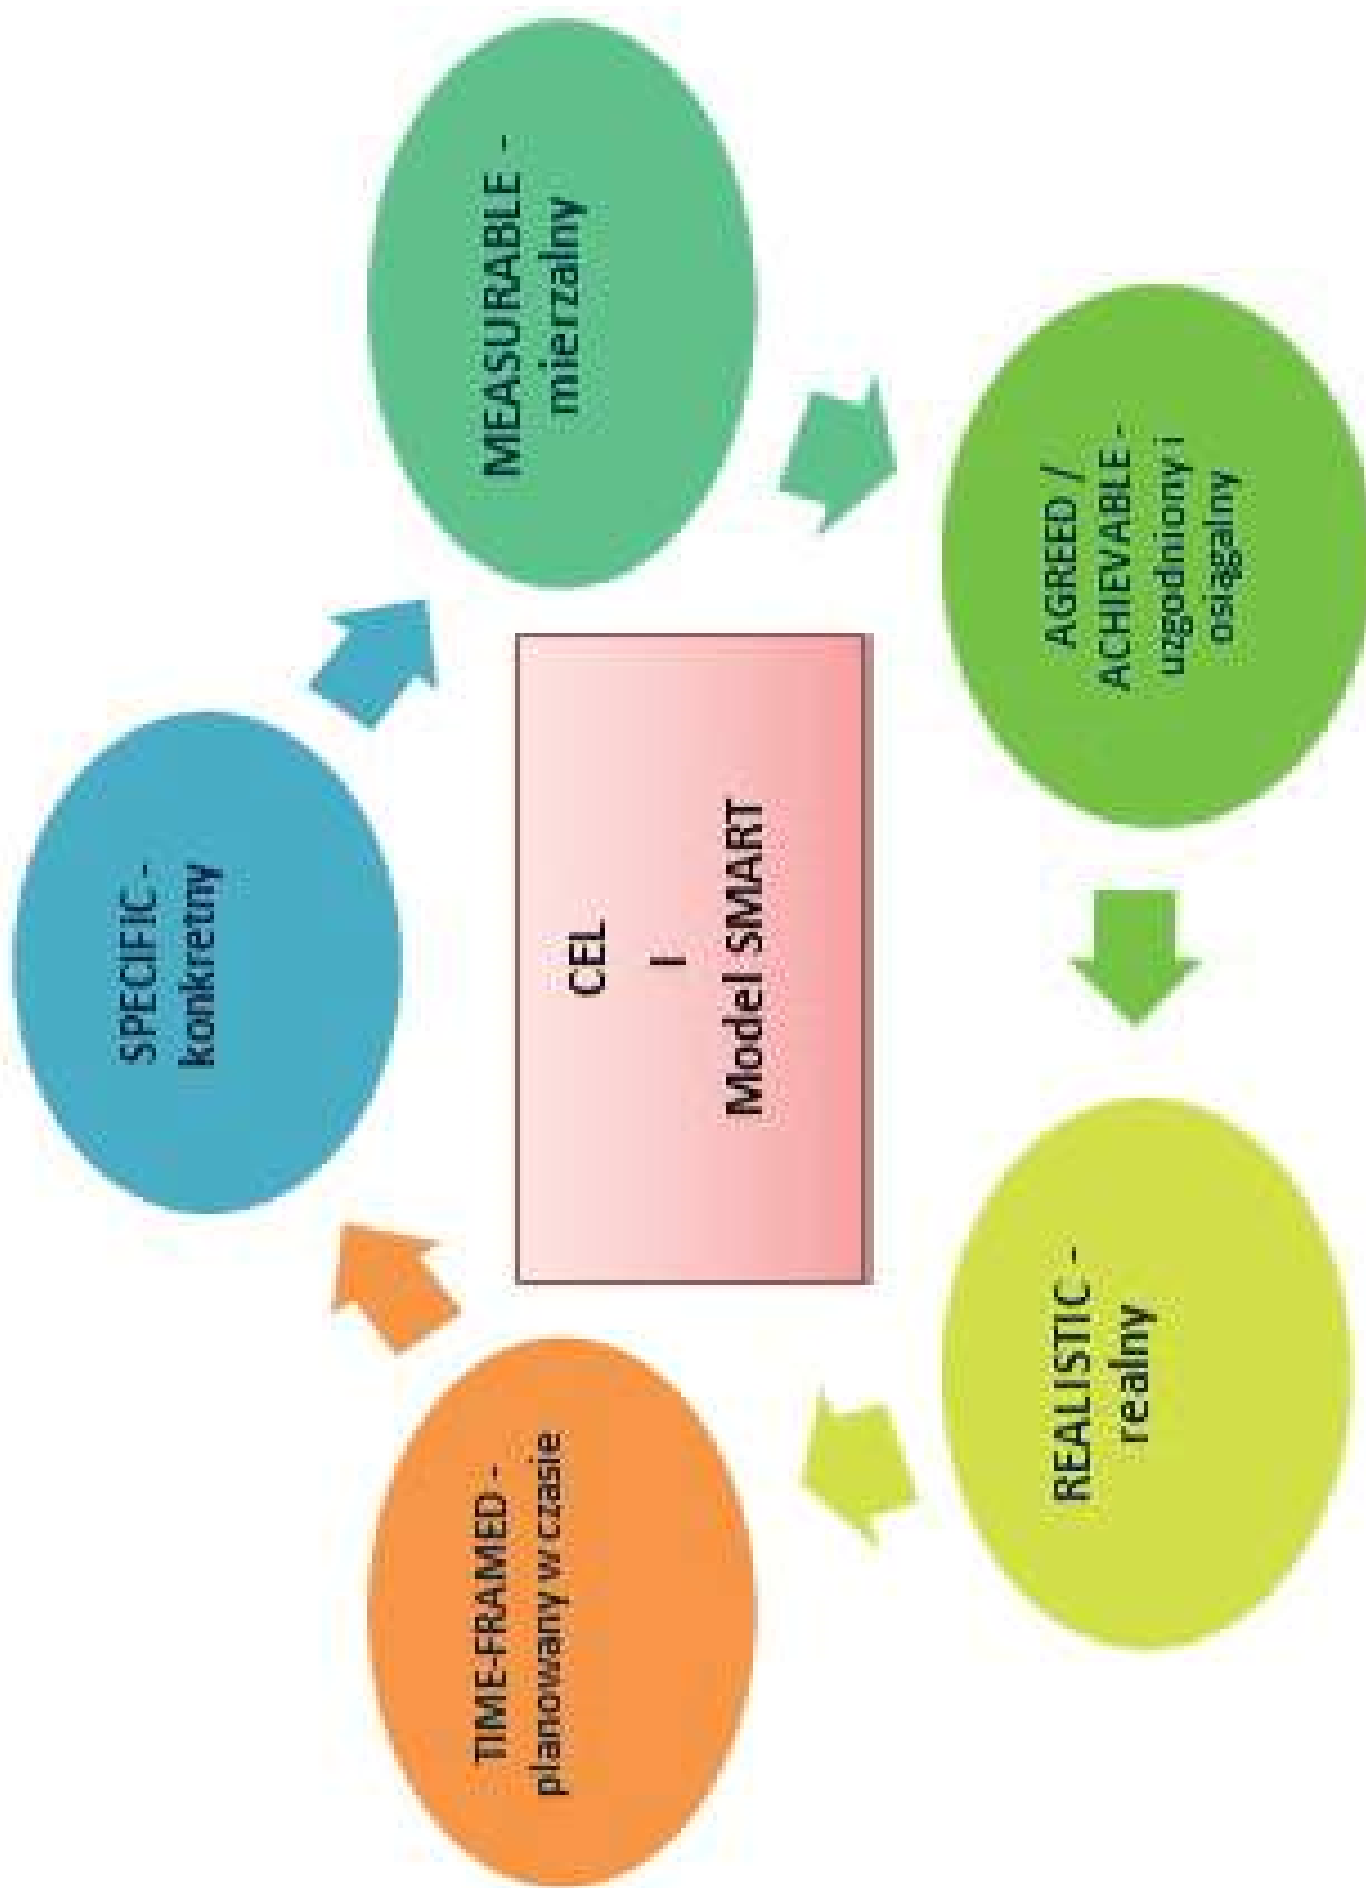 SPECIFIC -
konkretny
MEASURABLE -
mierzalny
AGREED /
ACHIEVABLE -
uzgodniony i
osiągalny
REALISTIC -
realny
TIME-FRAMED -
planowany w czasie
CEL
I
Model SMART